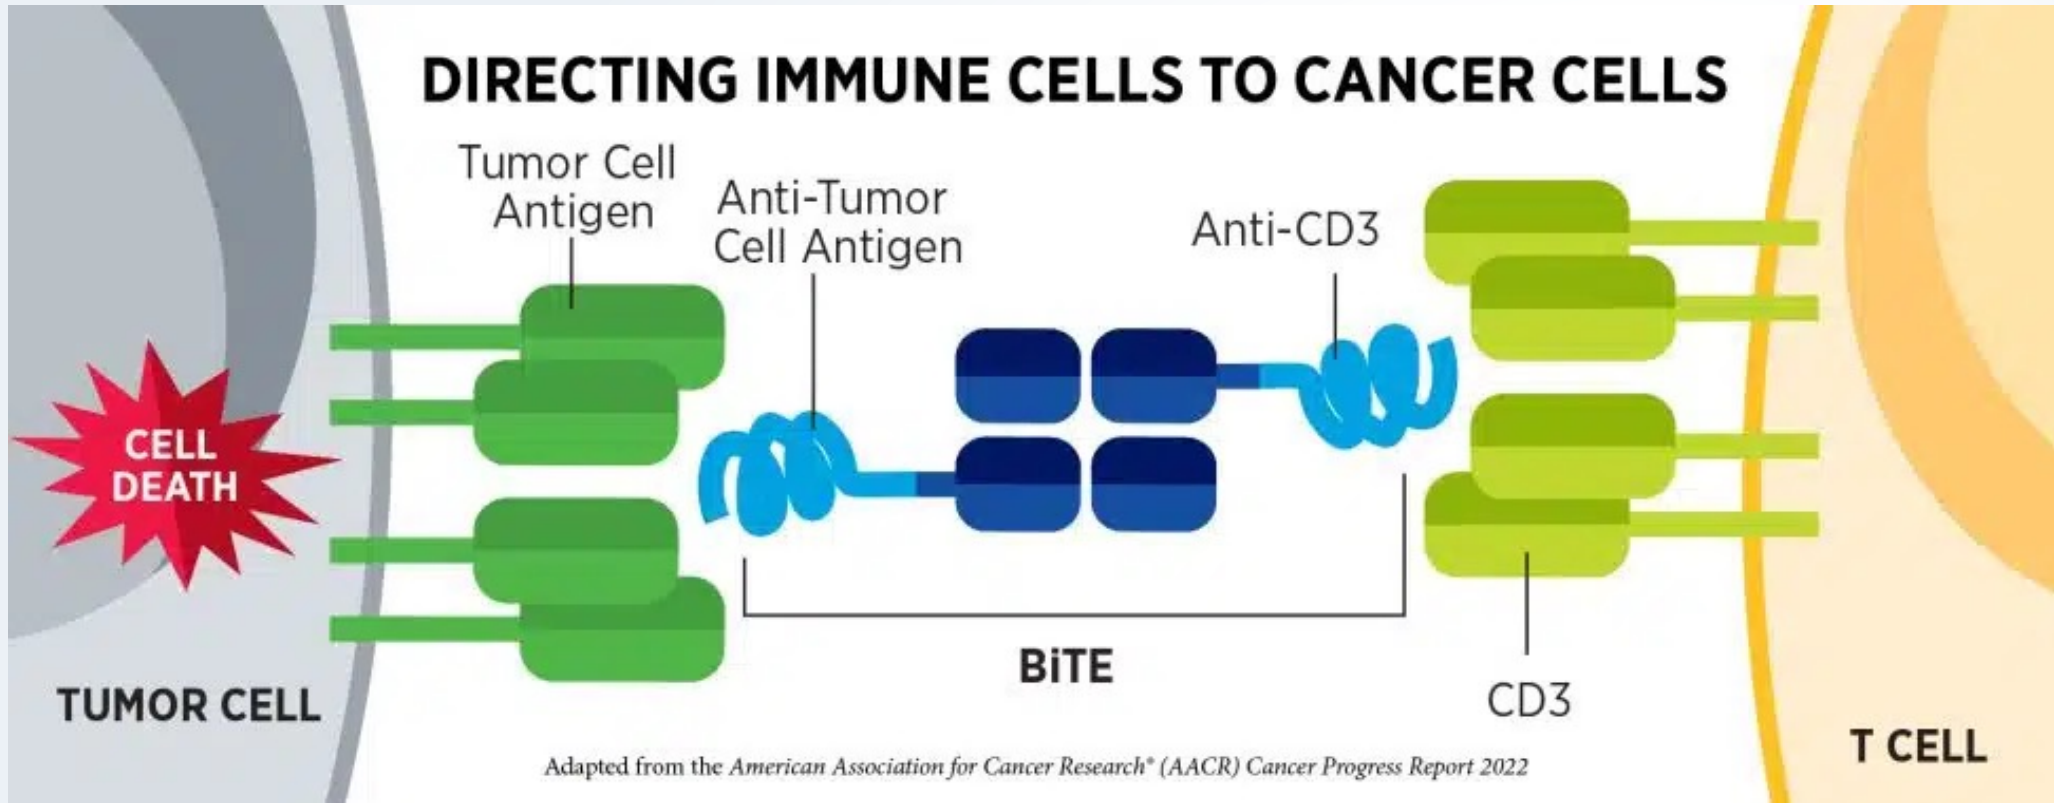 DIRECTING IMMUNE CELLS TO CANCER CELLS
Tumor Cell
Antigen
Anti-Tumor
Cell Antigen
Anti-CD3
CELL
DEATH
BiTE
CD3
TUMOR CELL
T CELL
Adapted from the American Association for Cancer Research® (AACR) Cancer Progress Report 2022